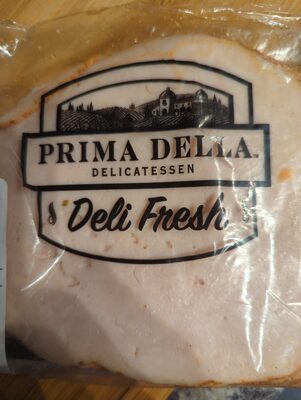 PRIMA DELLA.
DELICATESSEN
Deli Fresh